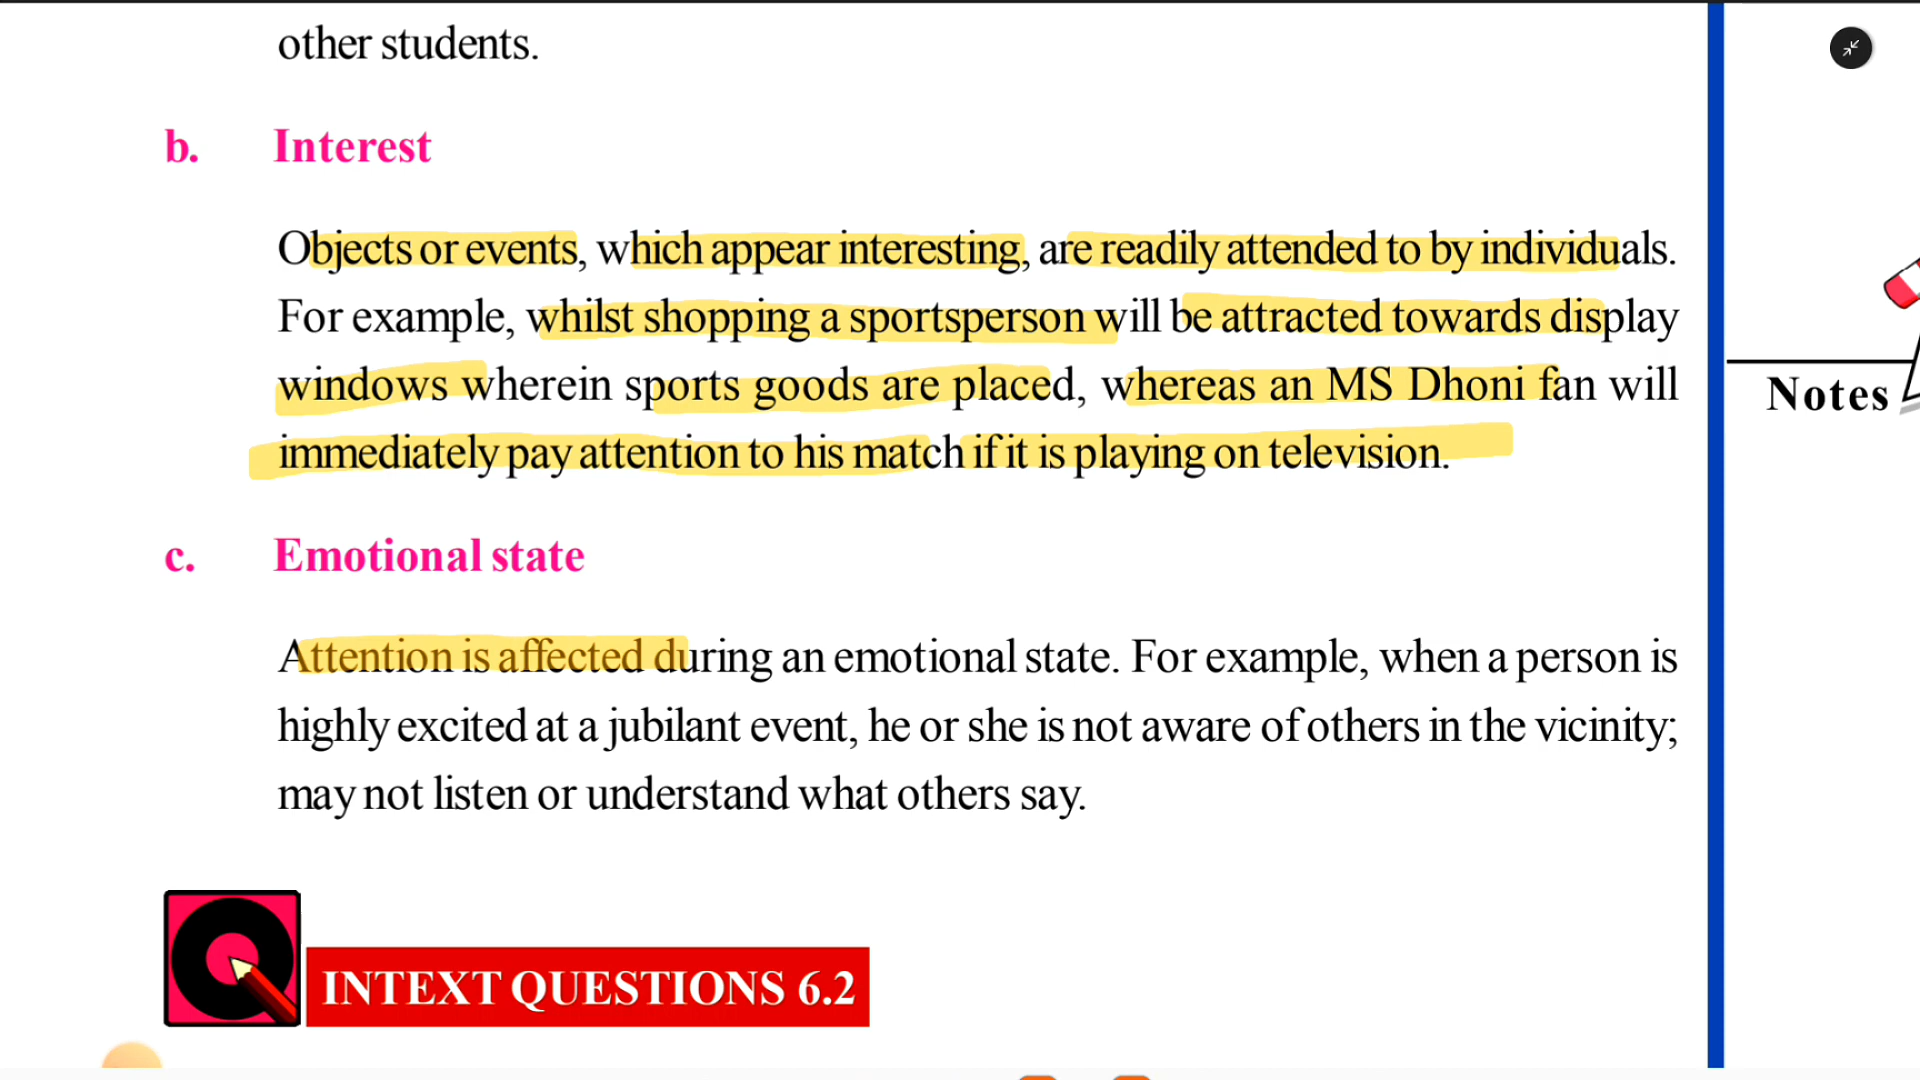 other students.
b. Interest
Objects or events, which appear interesting, are readily attended to by individuals.
For example, whilst shopping a sportsperson will be attracted towards display
windows wherein sports goods are placed, whereas an MS Dhoni fan will
immediately pay attention to his match if it is playing on television.
Notes
c. Emotional state
Attention is affected during an emotional state. For example, when a person is
highly excited at a jubilant event, he or she is not aware of others in the vicinity;
may not listen or understand what others say.
INTEXT QUESTIONS 6.2